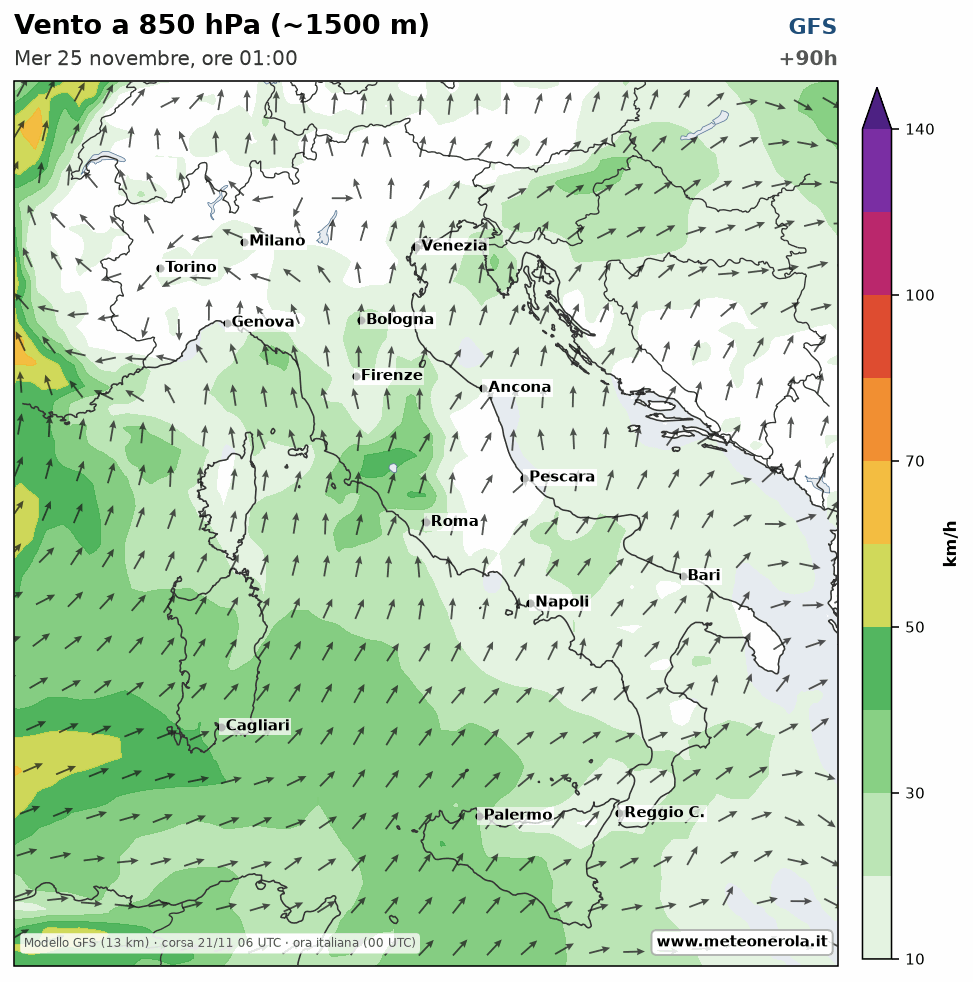 Vento a 850 hPa (~1500 m)
GFS
Mer 25 novembre, ore 01:00
+90h
Milano
Venezia
Torino
Genova
Bologna
Firenze
Ancona
Pescara
Roma
Bari
Napoli
Cagliari
Palermo
Reggio C.
140
100
70
50
30
10
km/h
Modello GFS (13 km) · corsa 21/11 06 UTC · ora italiana (00 UTC)
www.meteonerola.it